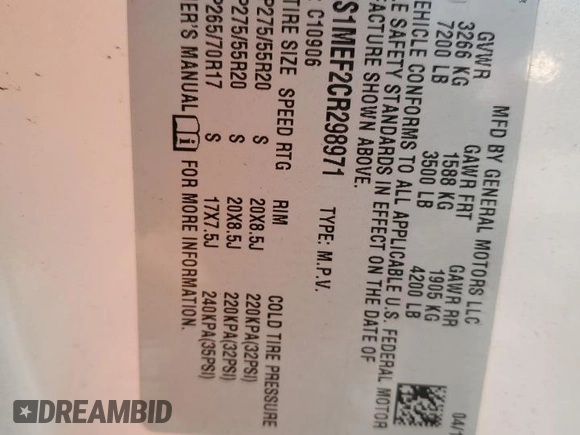 MFD BY GENERAL MOTORS LLC
GVWR GAWR FRT GAWR RR
3266 KG 1588 KG 1905 KG
7200 LB 3500 LB 4200 LB
VEHICLE CONFORMS TO ALL APPLICABLE U.S. FEDERAL MOTOR
SAFETY STANDARDS IN EFFECT ON THE DATE OF
FACTURE SHOWN ABOVE.
S1MEF2CR298971 TYPE: M.P.V.
: C10906
TIRE SIZE SPEED RTG RIM COLD TIRE PRESSURE
P275/55R20 S 20X8.5J 220KPA(32PSI)
P275/55R20 S 20X8.5J 220KPA(32PSI)
P265/70R17 S 17X7.5J 240KPA(35PSI)
ER'S MANUAL FOR MORE INFORMATION.
04/1
DREAMBID